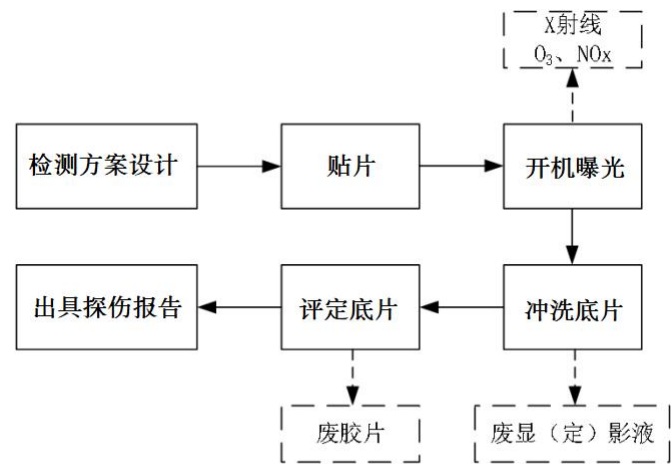 X射线
O₃、NOx
检测方案设计
贴片
开机曝光
出具探伤报告
评定底片
冲洗底片
废胶片
废显（定）影液